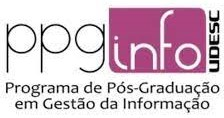 ppginfo UDESC
Programa de Pós-Graduação
em Gestão da Informação